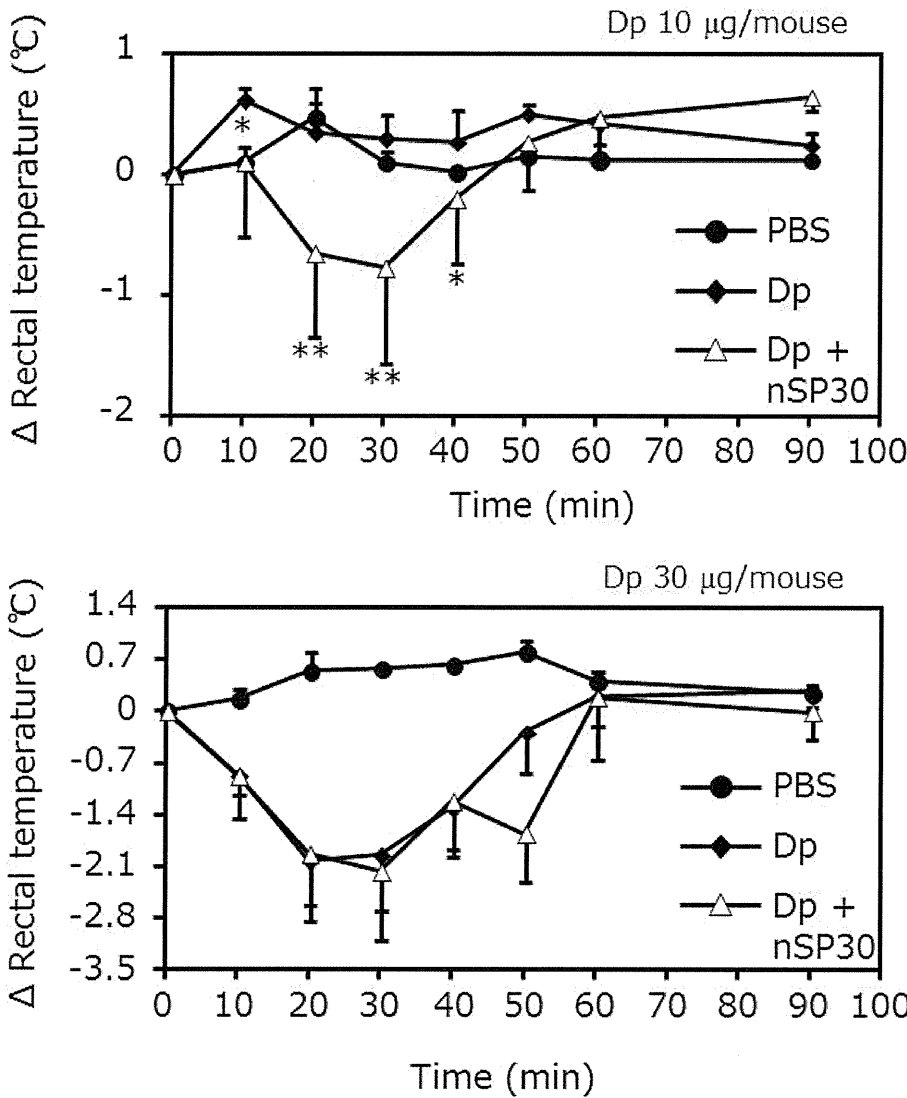 Dp 10 μg/mouse
Δ Rectal temperature (℃)
1
0
-1
-2
*
**
**
*
PBS
Dp
Dp +
nSP30
0 10 20 30 40 50 60 70 80 90 100
Time (min)
Dp 30 μg/mouse
Δ Rectal temperature (℃)
1.4
0.7
0
-0.7
-1.4
-2.1
-2.8
-3.5
PBS
Dp
Dp +
nSP30
0 10 20 30 40 50 60 70 80 90 100
Time (min)